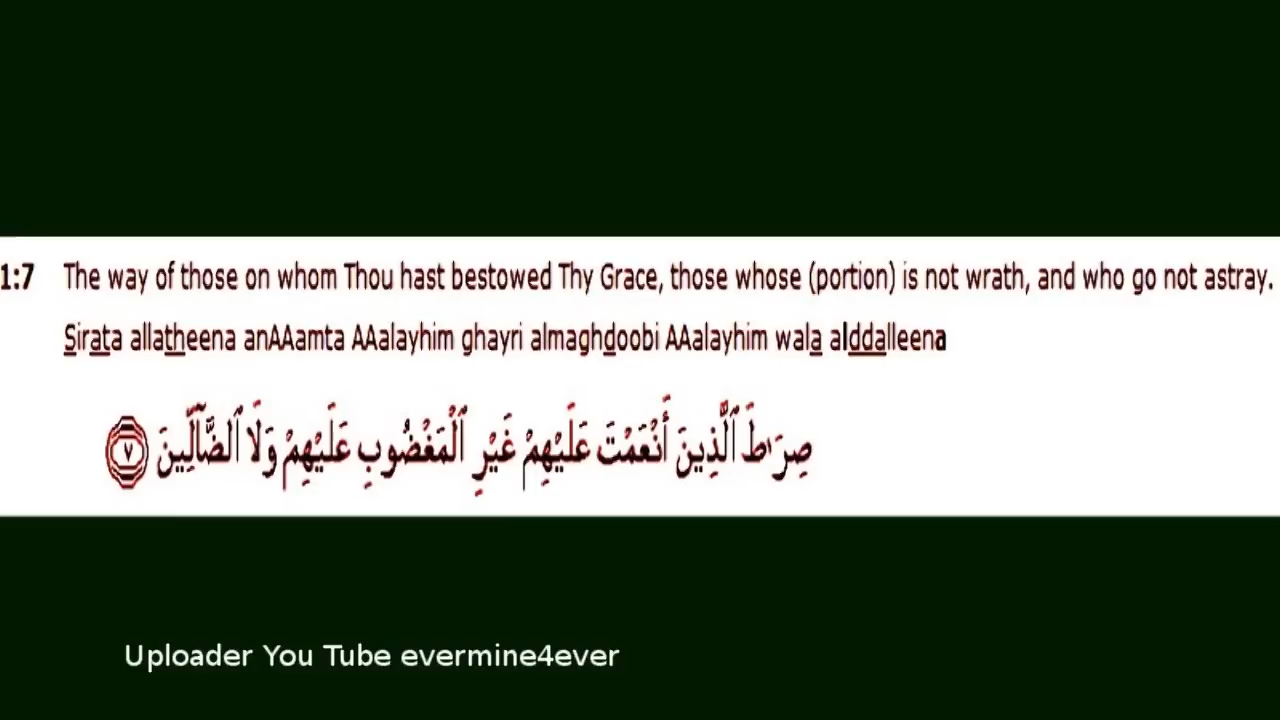 1:7 The way of those on whom Thou hast bestowed Thy Grace, those whose (portion) is not wrath, and who go not astray.
Sirata allatheena anAAamta AAalayhim ghayri almaghdoobi AAalayhim wala alddalleena
صِرَٰطَ ٱلَّذِينَ أَنْعَمْتَ عَلَيْهِمْ غَيْرِ ٱلْمَغْضُوبِ عَلَيْهِمْ وَلَا ٱلضَّآلِّينَ ٧
Uploader You Tube evermine4ever